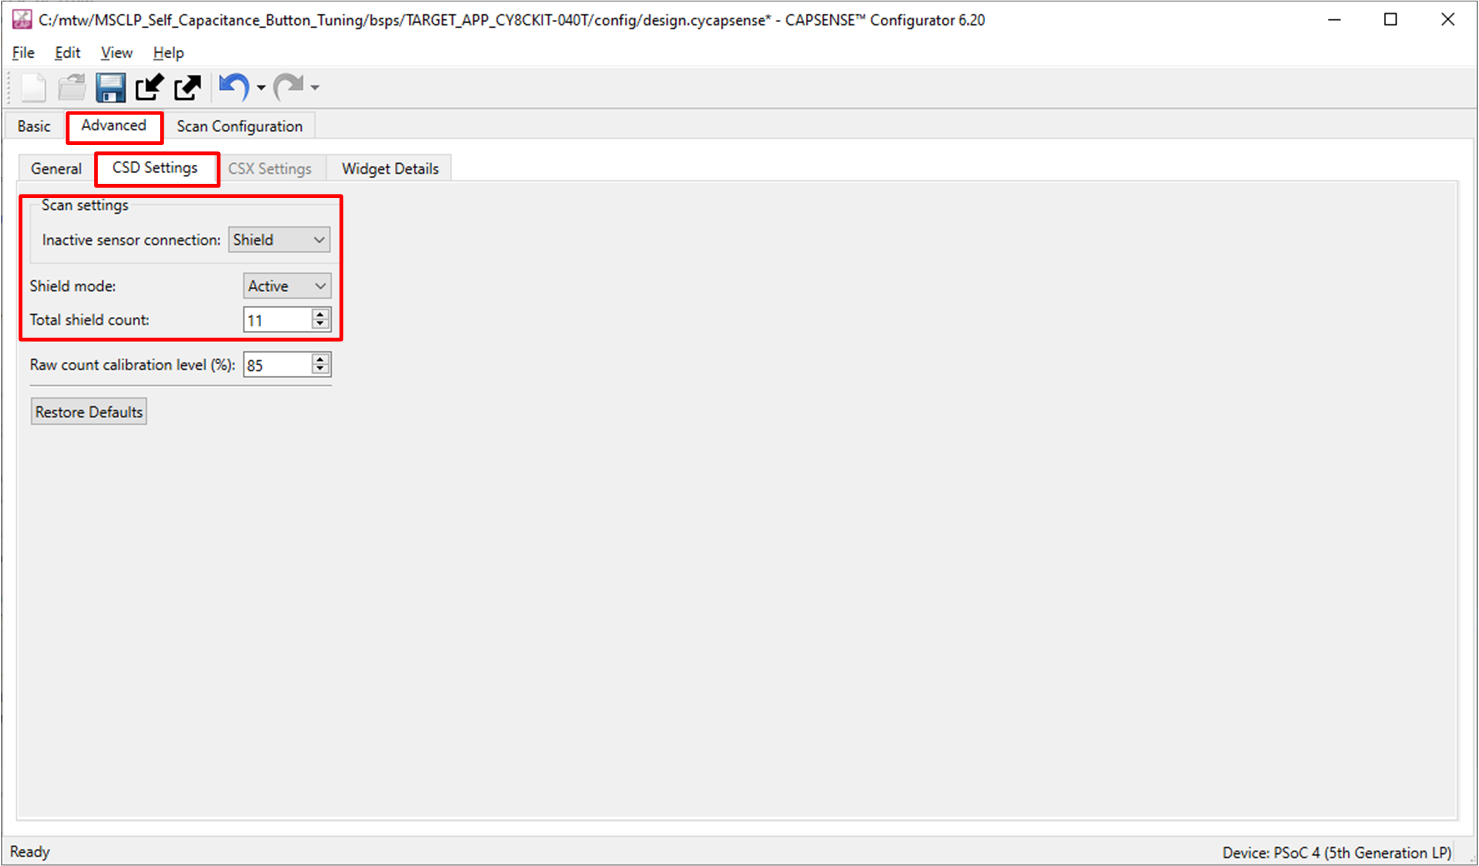 C:/mtw/MSCLP_Self_Capacitance_Button_Tuning/bsps/TARGET_APP_CY8CKIT-040T/config/design.cycapsense* - CAPSENSE™ Configurator 6.20
File Edit View Help
Basic Advanced Scan Configuration
General CSD Settings CSX Settings Widget Details
Scan settings
Inactive sensor connection: Shield
Shield mode: Active
Total shield count: 11
Raw count calibration level (%): 85
Restore Defaults
Ready Device: PSoC 4 (5th Generation LP)